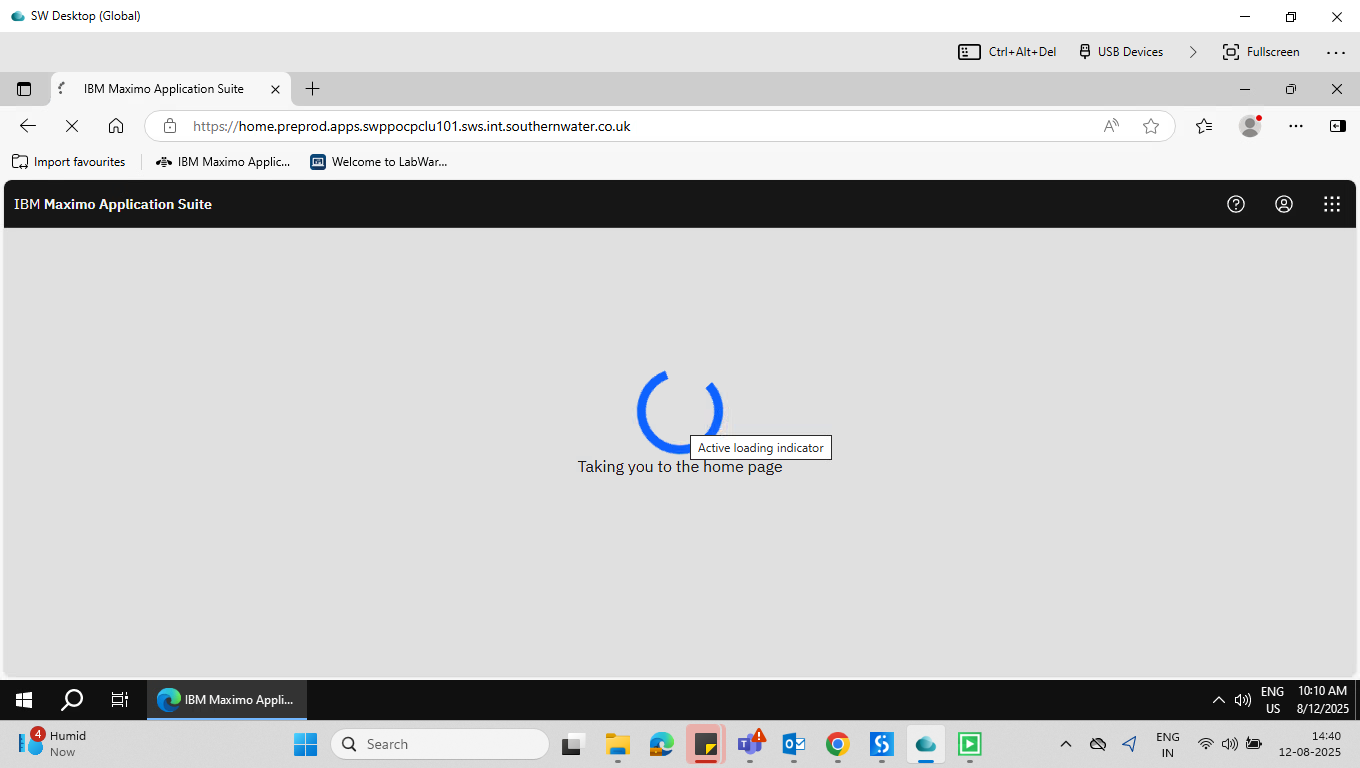 SW Desktop (Global)
Ctrl+Alt+Del
USB Devices
Fullscreen
IBM Maximo Application Suite
https://home.preprod.apps.swppocpclu101.sws.int.southernwater.co.uk
Import favourites
IBM Maximo Applic...
Welcome to LabWar...
IBM Maximo Application Suite
Active loading indicator
Taking you to the home page
IBM Maximo Appli...
ENG
US
10:10 AM
8/12/2025
4
Humid
Now
Search
ENG
IN
14:40
12-08-2025